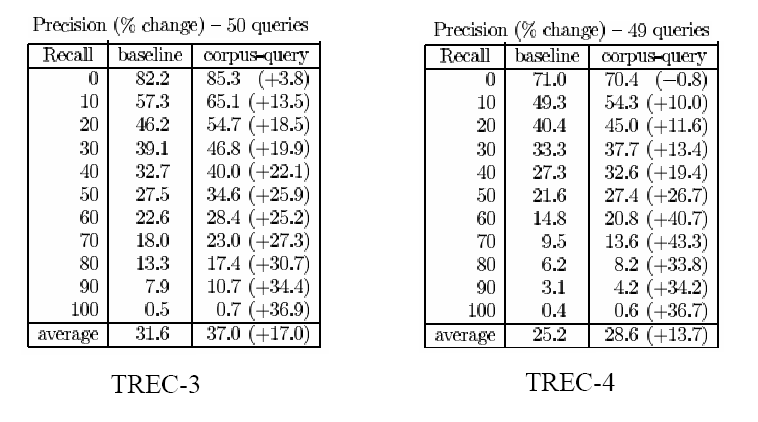 Precision (% change) – 50 queries
Recall baseline corpus-query
0 82.2 85.3 (+3.8)
10 57.3 65.1 (+13.5)
20 46.2 54.7 (+18.5)
30 39.1 46.8 (+19.9)
40 32.7 40.0 (+22.1)
50 27.5 34.6 (+25.9)
60 22.6 28.4 (+25.2)
70 18.0 23.0 (+27.3)
80 13.3 17.4 (+30.7)
90 7.9 10.7 (+34.4)
100 0.5 0.7 (+36.9)
average 31.6 37.0 (+17.0)
TREC-3
Precision (% change) – 49 queries
Recall baseline corpus-query
0 71.0 70.4 (−0.8)
10 49.3 54.3 (+10.0)
20 40.4 45.0 (+11.6)
30 33.3 37.7 (+13.4)
40 27.3 32.6 (+19.4)
50 21.6 27.4 (+26.7)
60 14.8 20.8 (+40.7)
70 9.5 13.6 (+43.3)
80 6.2 8.2 (+33.8)
90 3.1 4.2 (+34.2)
100 0.4 0.6 (+36.7)
average 25.2 28.6 (+13.7)
TREC-4